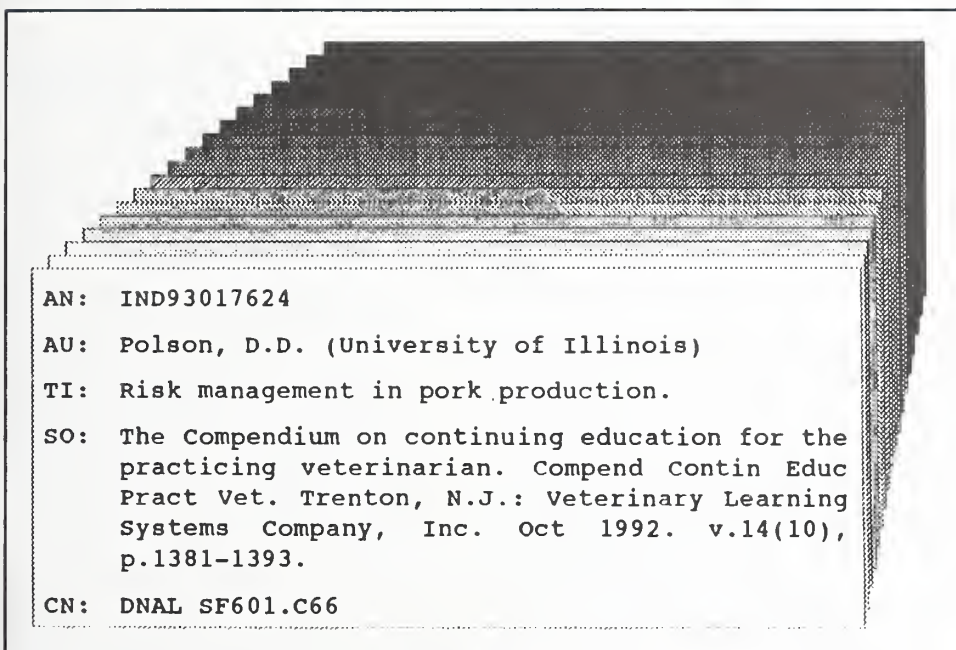 AN: IND93017624
AU: Polson, D.D. (University of Illinois)
TI: Risk management in pork production.
SO: The Compendium on continuing education for the
practicing veterinarian. Compend Contin Educ
Pract Vet. Trenton, N.J.: Veterinary Learning
Systems Company, Inc. Oct 1992. v.14(10),
p.1381-1393.
CN: DNAL SF601.C66